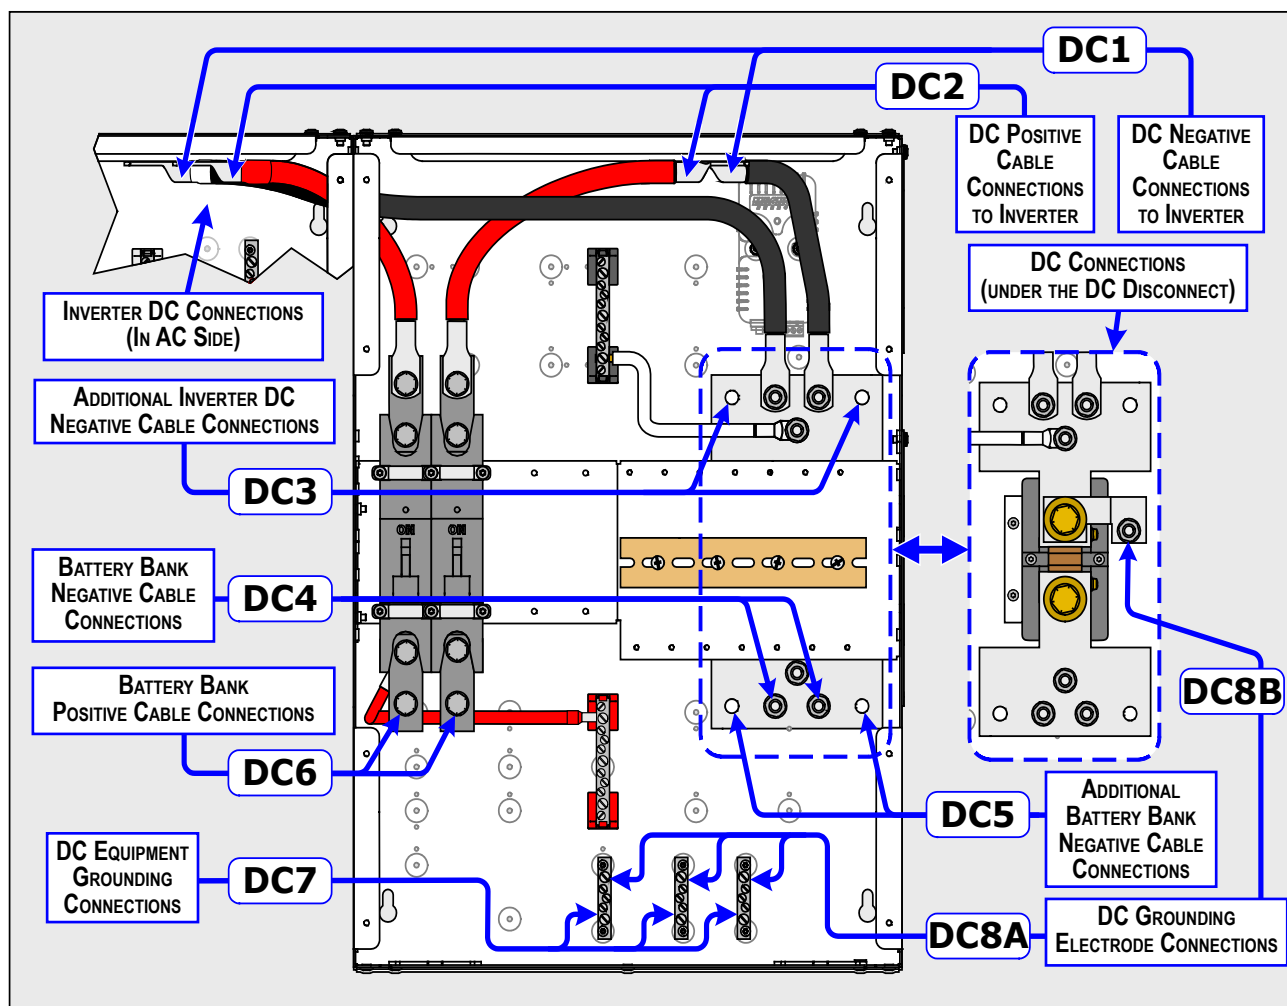 DC1
DC2
DC POSITIVE
CABLE
CONNECTIONS
TO INVERTER
DC NEGATIVE
CABLE
CONNECTIONS
TO INVERTER
DC CONNECTIONS
(UNDER THE DC DISCONNECT)
INVERTER DC CONNECTIONS
(IN AC SIDE)
ADDITIONAL INVERTER DC
NEGATIVE CABLE CONNECTIONS
DC3
ON
ON
BATTERY BANK
NEGATIVE CABLE
CONNECTIONS
DC4
BATTERY BANK
POSITIVE CABLE CONNECTIONS
DC6
DC8B
DC5
ADDITIONAL
BATTERY BANK
NEGATIVE CABLE
CONNECTIONS
DC EQUIPMENT
GROUNDING
CONNECTIONS
DC7
DC8A
DC GROUNDING
ELECTRODE CONNECTIONS